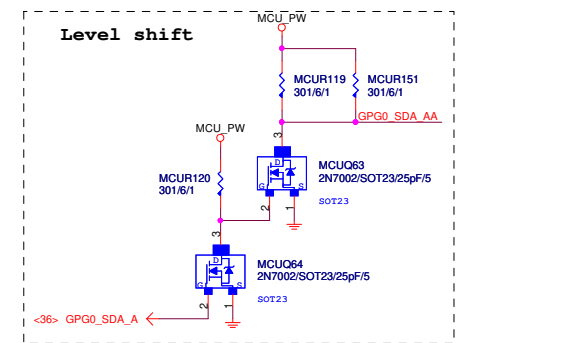 Level shift
MCU_PW
MCUR119
301/6/1
MCUR151
301/6/1
GPG0_SDA_AA
3
MCU_PW
D
G
S
MCUQ63
2N7002/SOT23/25pF/5
SOT23
MCUR120
301/6/1
2
1
3
D
G
S
MCUQ64
2N7002/SOT23/25pF/5
SOT23
2
1
<36> GPG0_SDA_A